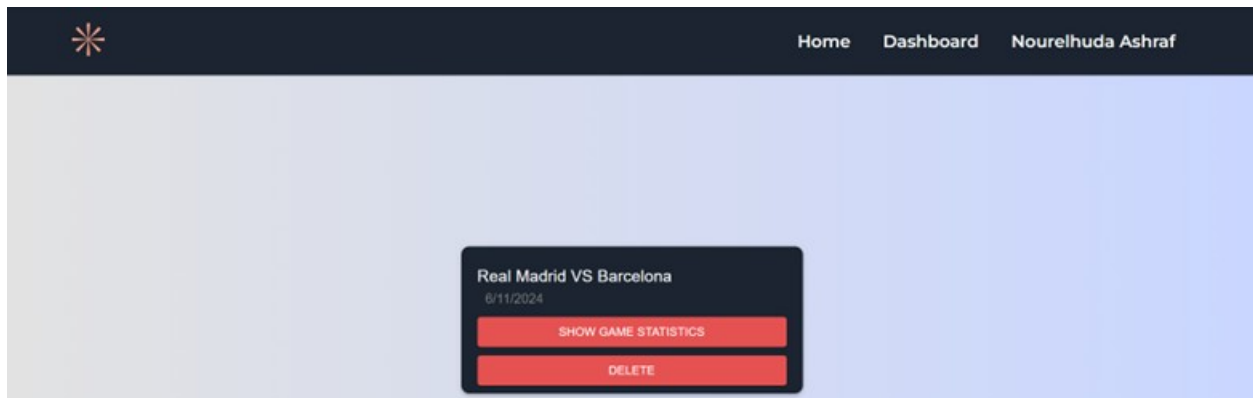 Home Dashboard Nourelhuda Ashraf
Real Madrid VS Barcelona
6/11/2024
SHOW GAME STATISTICS
DELETE